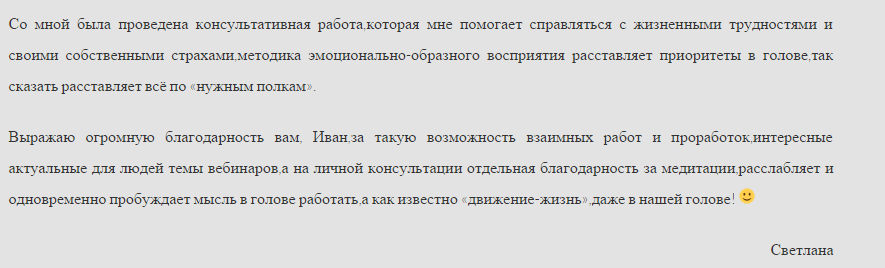 Со мной была проведена консультативная работа,которая мне помогает справляться с жизненными трудностями и
своими собственными страхами,методика эмоционально-образного восприятия расставляет приоритеты в голове,так
сказать расставляет всё по «нужным полкам».
Выражаю огромную благодарность вам, Иван,за такую возможность взаимных работ и проработок,интересные
актуальные для людей темы вебинаров,а на личной консультации отдельная благодарность за медитации,расслабляет и
одновременно пробуждает мысль в голове работать,а как известно «движение-жизнь»,даже в нашей голове! 🙂
Светлана